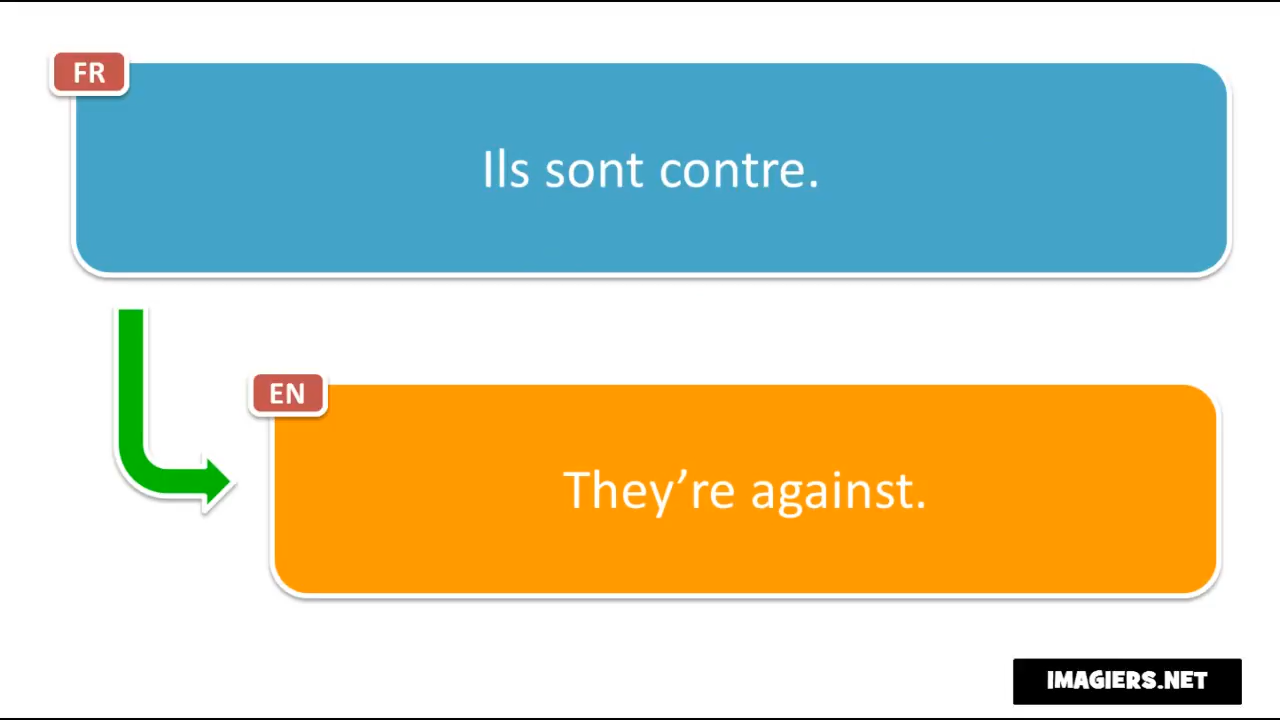 FR
Ils sont contre.
EN
They’re against.
IMAGIERS.NET